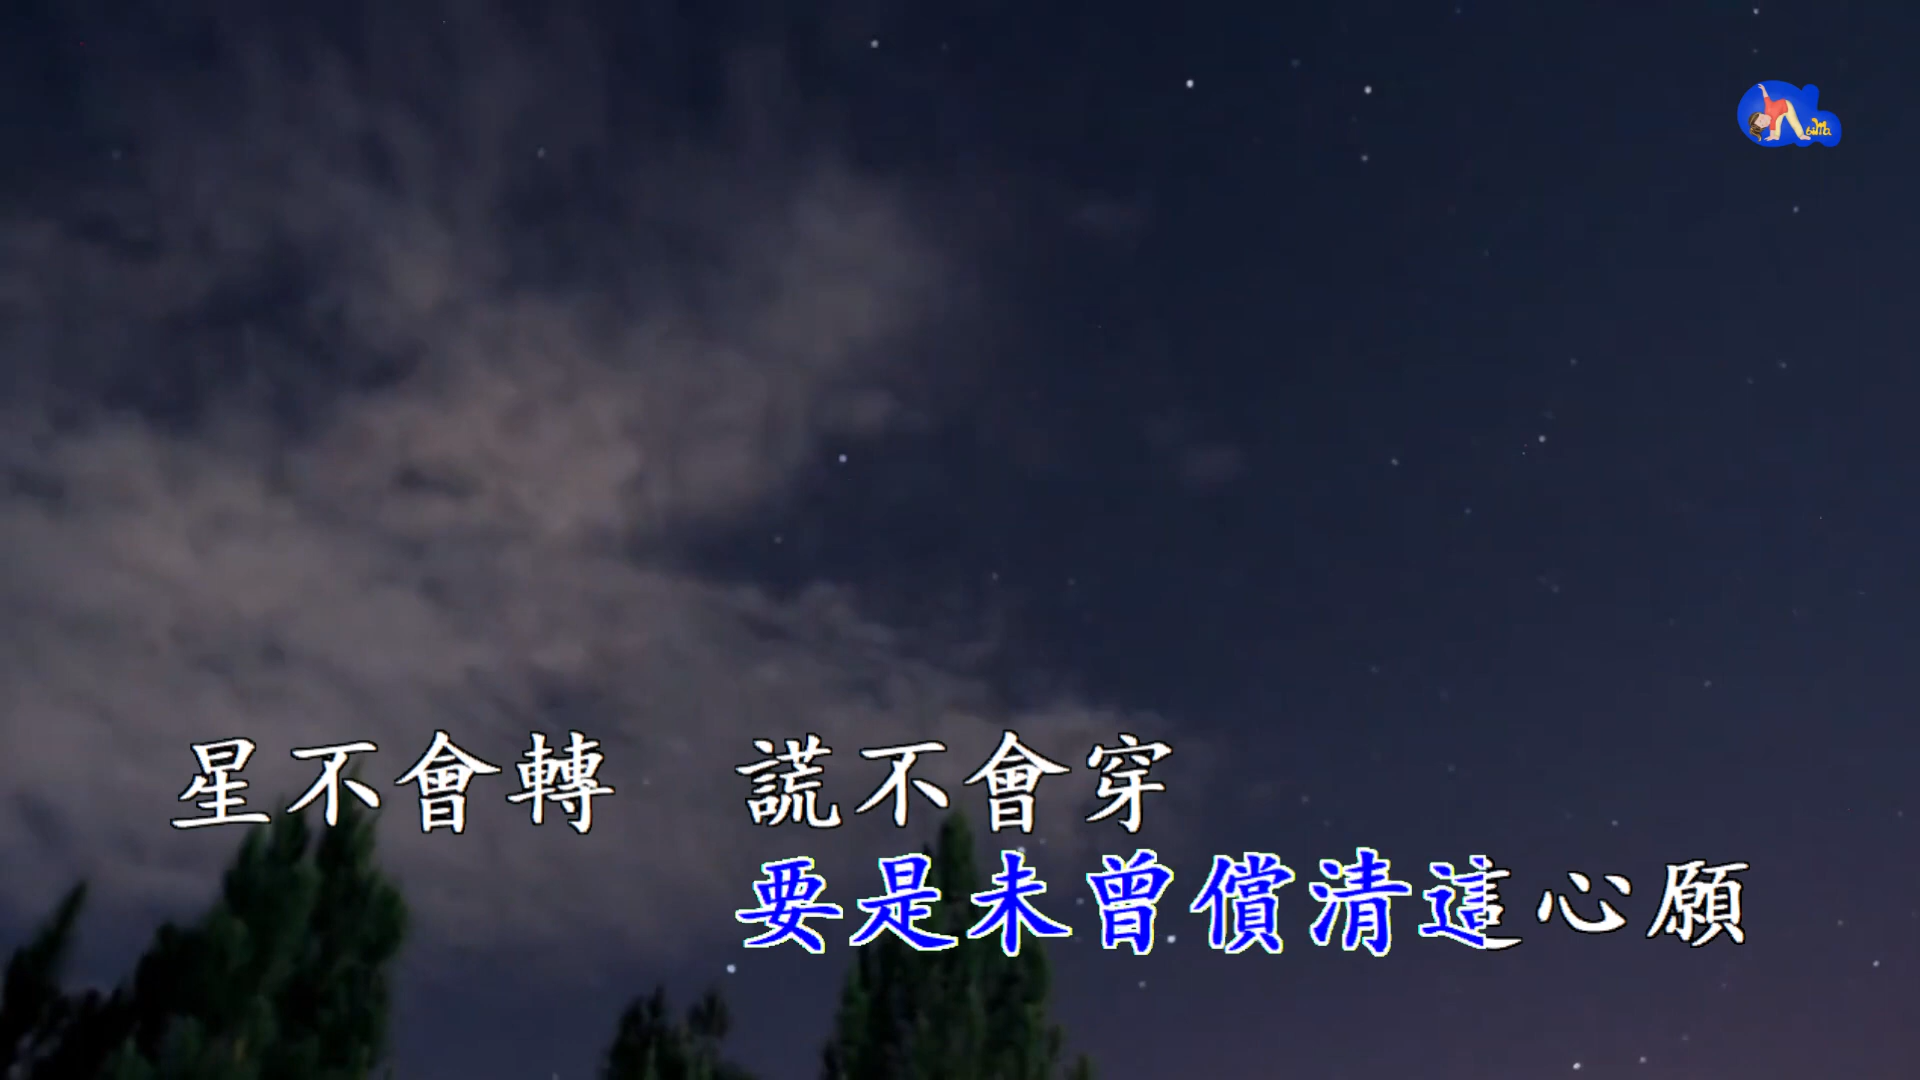 星不會轉 謊不會穿
要是未曾償清這心願